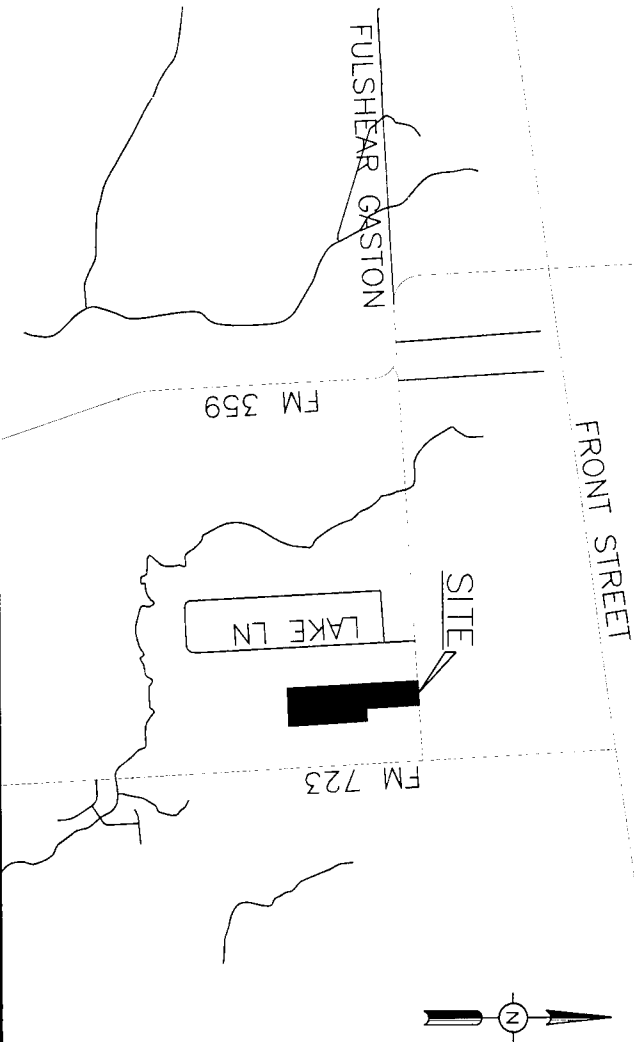 FULSHEAR GASTON
FM 359
FRONT STREET
SITE
LAKE LN
FM 723
N